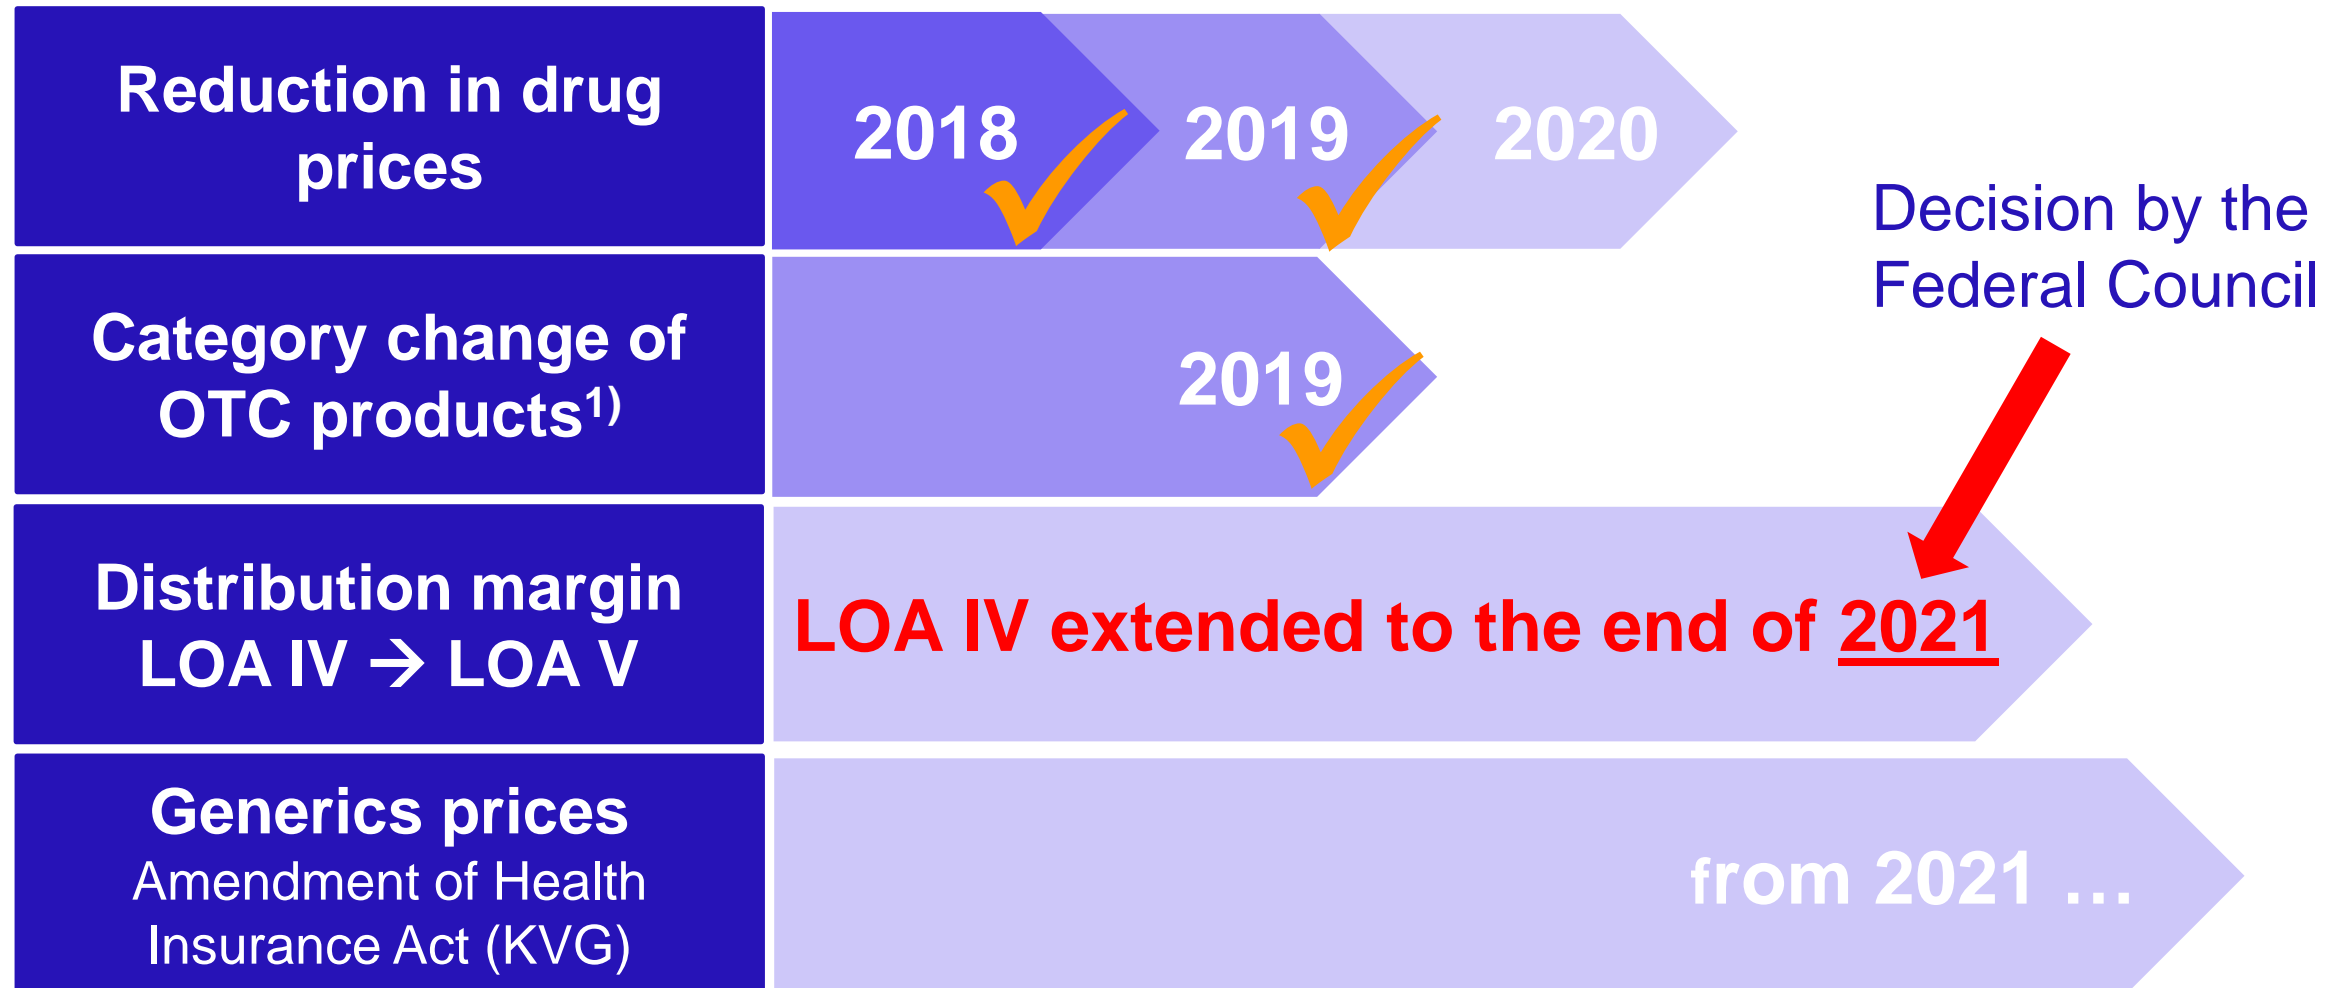 Reduction in drug
prices
2018
2019
2020
Decision by the
Federal Council
Category change of
OTC products¹⁾
2019
Distribution margin
LOA IV → LOA V
LOA IV extended to the end of 2021
Generics prices
Amendment of Health
Insurance Act (KVG)
from 2021 …